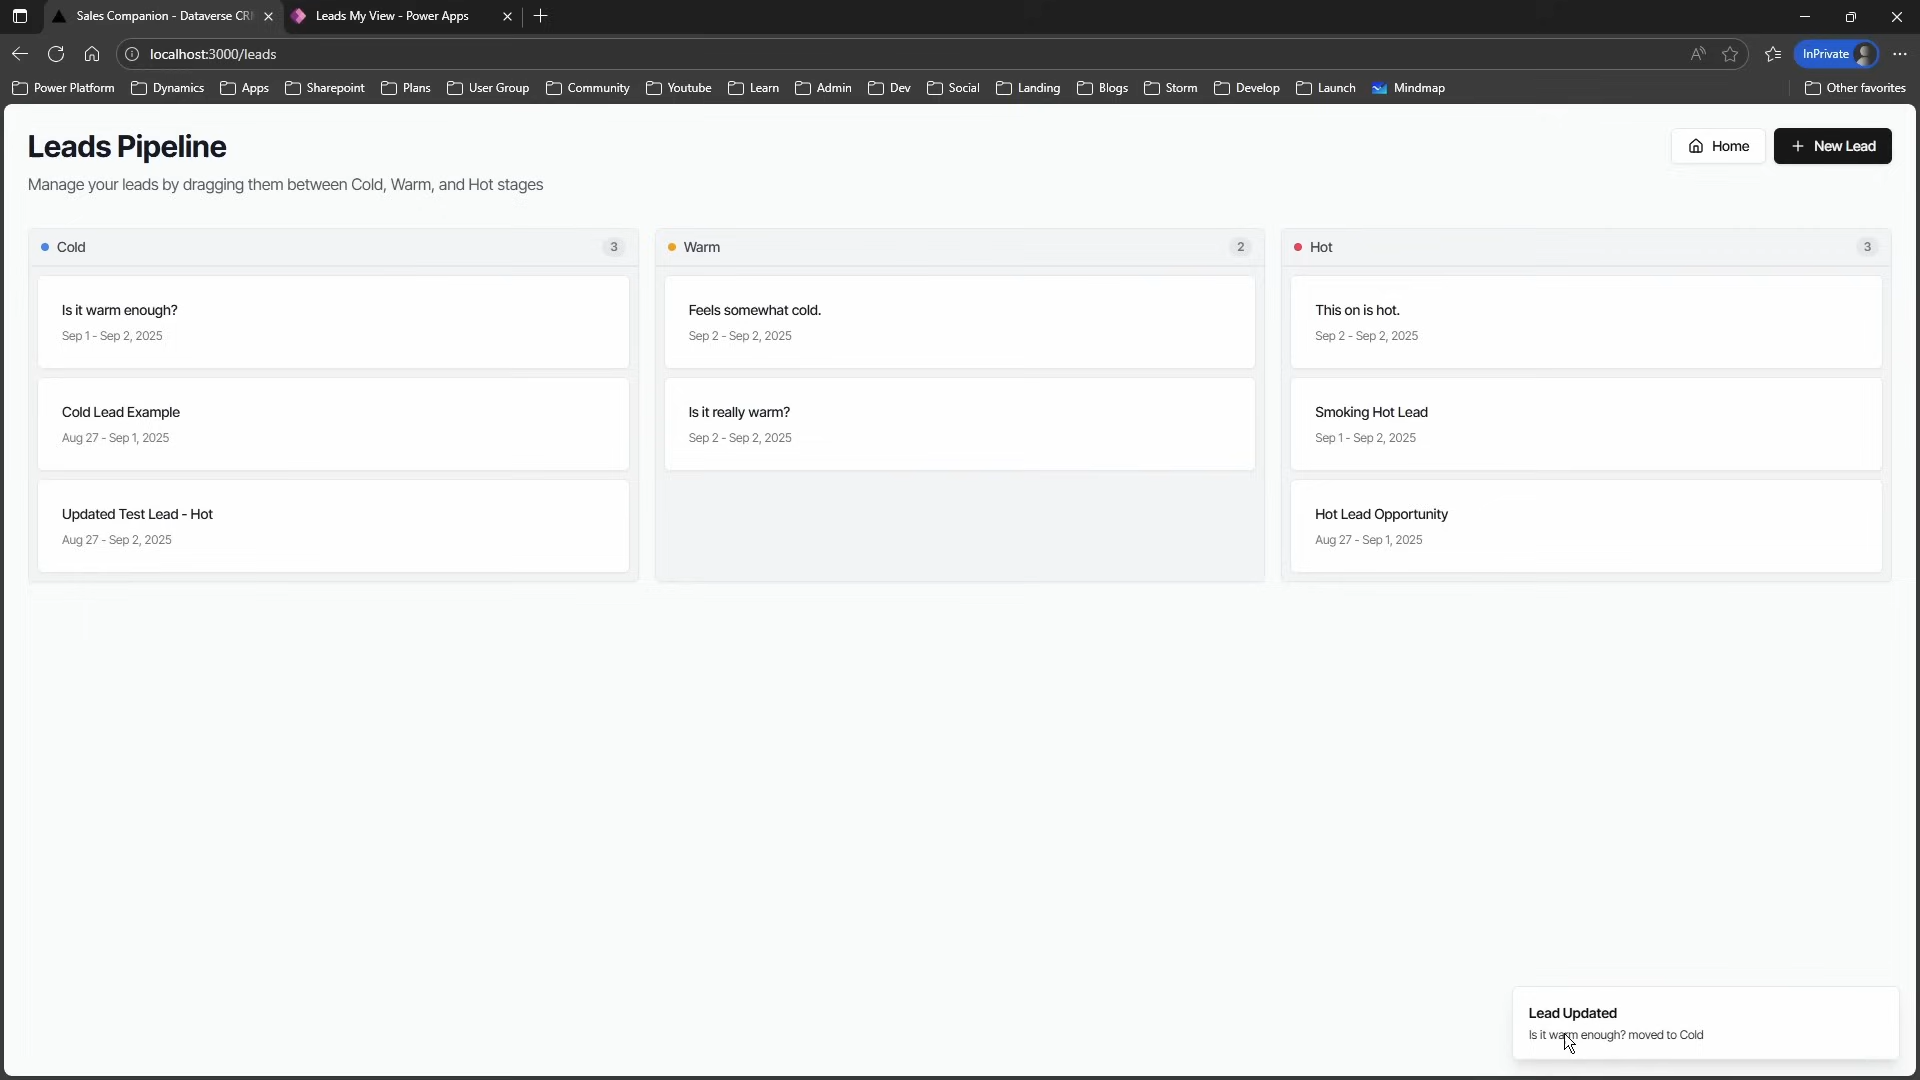 Sales Companion - Dataverse CR
Leads My View - Power Apps
localhost:3000/leads
InPrivate
Power Platform
Dynamics
Apps
Sharepoint
Plans
User Group
Community
Youtube
Learn
Admin
Dev
Social
Landing
Blogs
Storm
Develop
Launch
Mindmap
Other favorites
Leads Pipeline
Home
+ New Lead
Manage your leads by dragging them between Cold, Warm, and Hot stages
Cold
3
Is it warm enough?
Sep 1 - Sep 2, 2025
Cold Lead Example
Aug 27 - Sep 1, 2025
Updated Test Lead - Hot
Aug 27 - Sep 2, 2025
Warm
2
Feels somewhat cold.
Sep 2 - Sep 2, 2025
Is it really warm?
Sep 2 - Sep 2, 2025
Hot
3
This on is hot.
Sep 2 - Sep 2, 2025
Smoking Hot Lead
Sep 1 - Sep 2, 2025
Hot Lead Opportunity
Aug 27 - Sep 1, 2025
Lead Updated
Is it warm enough? moved to Cold